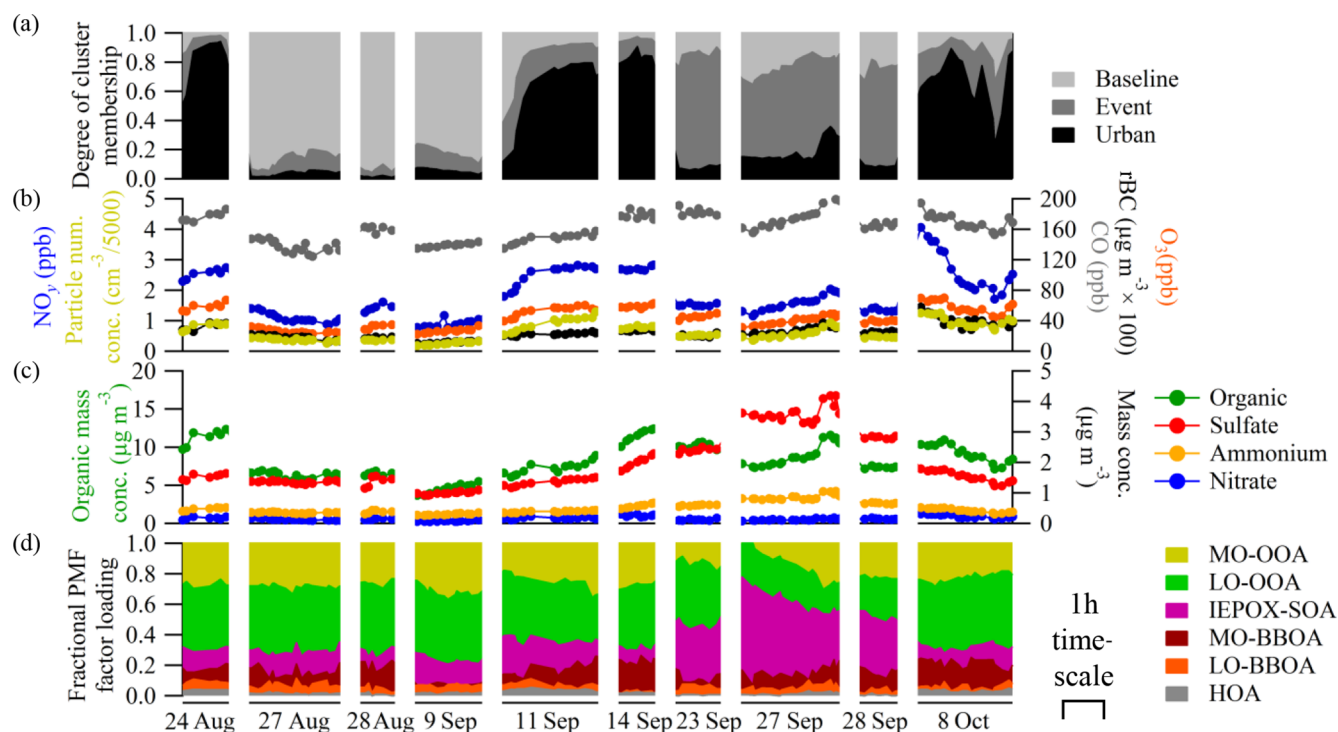 (a)
Degree of cluster
membership
1.0
0.8
0.6
0.4
0.2
0.0
Baseline
Event
Urban
(b)
NOy (ppb)
Particle num.
conc. (cm⁻³/5000)
5
4
3
2
1
0
200
160
120
80
40
0
rBC (µg m⁻³ × 100)
CO (ppb)
O₃(ppb)
(c)
Organic mass
conc. (µg m⁻³)
20
15
10
5
0
5
4
3
2
1
0
Mass conc.
(µg m⁻³)
Organic
Sulfate
Ammonium
Nitrate
(d)
Fractional PMF
factor loading
1.0
0.8
0.6
0.4
0.2
0.0
1h
time-
scale
MO-OOA
LO-OOA
IEPOX-SOA
MO-BBOA
LO-BBOA
HOA
24 Aug 27 Aug 28 Aug 9 Sep 11 Sep 14 Sep 23 Sep 27 Sep 28 Sep 8 Oct